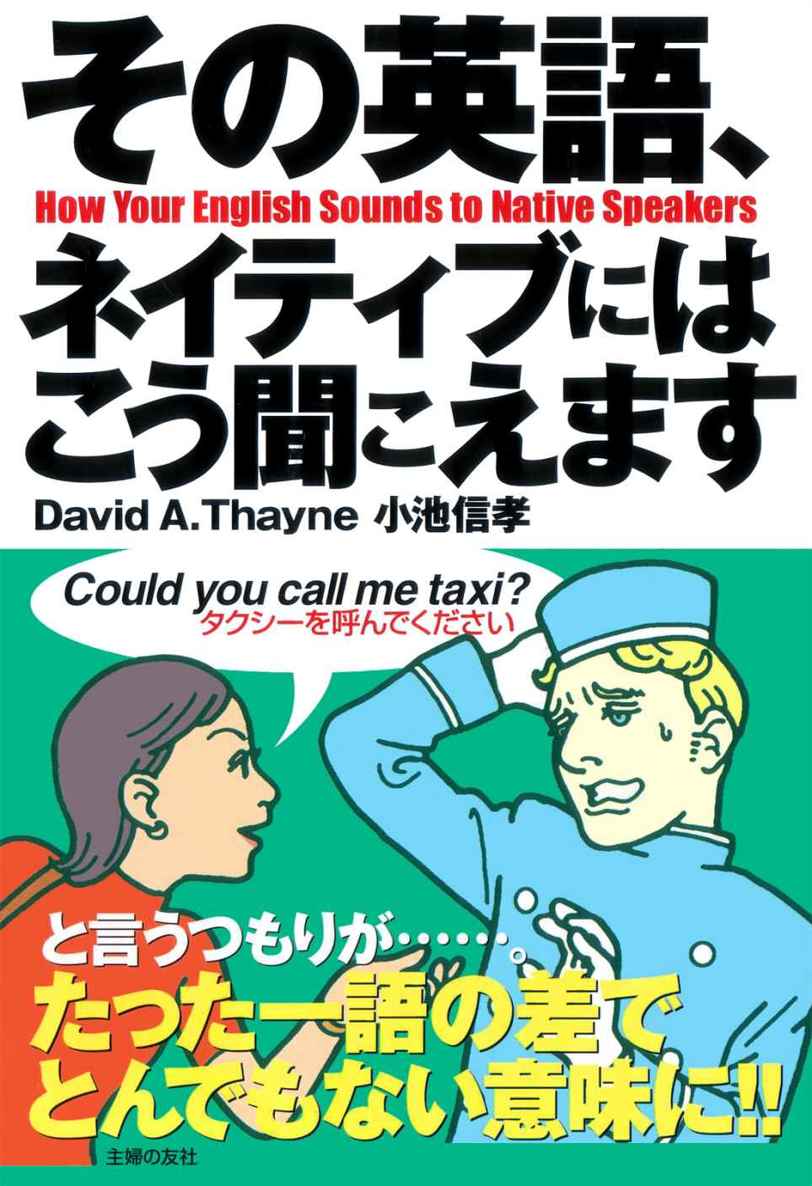 その英語、
How Your English Sounds to Native Speakers
ネイティブには
こう聞こえます
David A. Thayne 小池信孝
Could you call me taxi?
タクシーを呼んでください
と言うつもりが……。
たった一語の差で
とんでもない意味に!!
主婦の友社